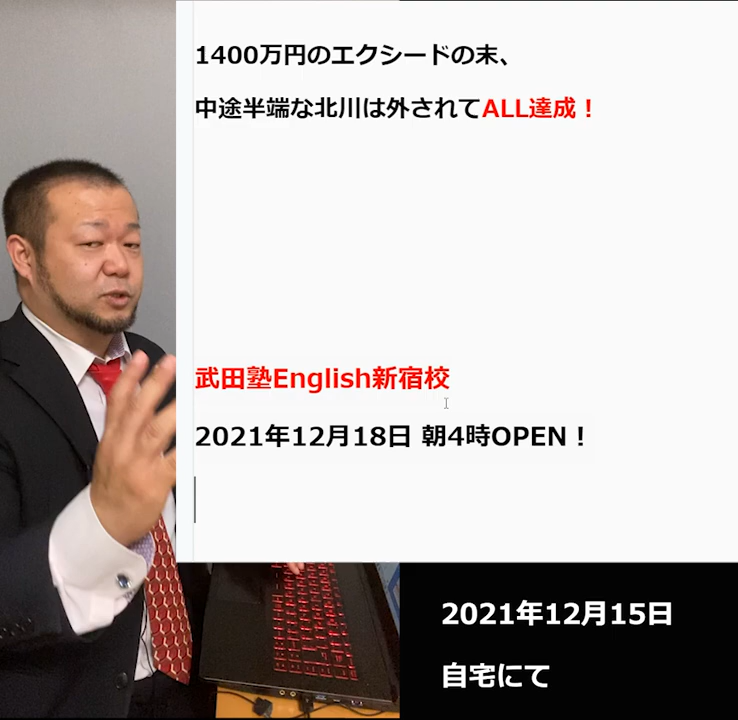 1400万円のエクシードの末、
中途半端な北川は外されてALL達成！
武田塾English新宿校
2021年12月18日 朝4時OPEN！
2021年12月15日
自宅にて